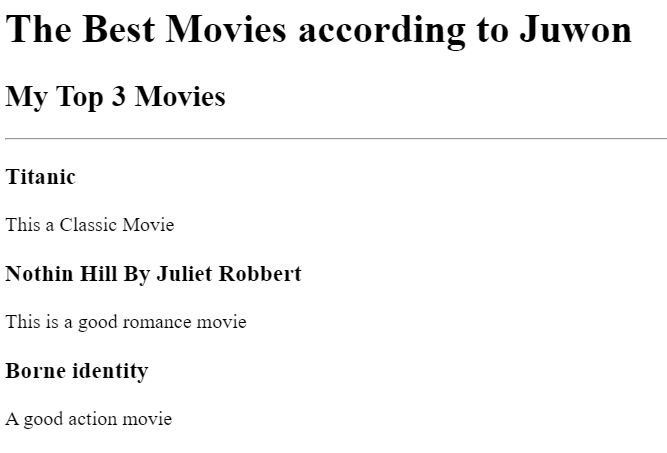 The Best Movies according to Juwon
My Top 3 Movies
Titanic
This a Classic Movie
Nothin Hill By Juliet Robbert
This is a good romance movie
Borne identity
A good action movie